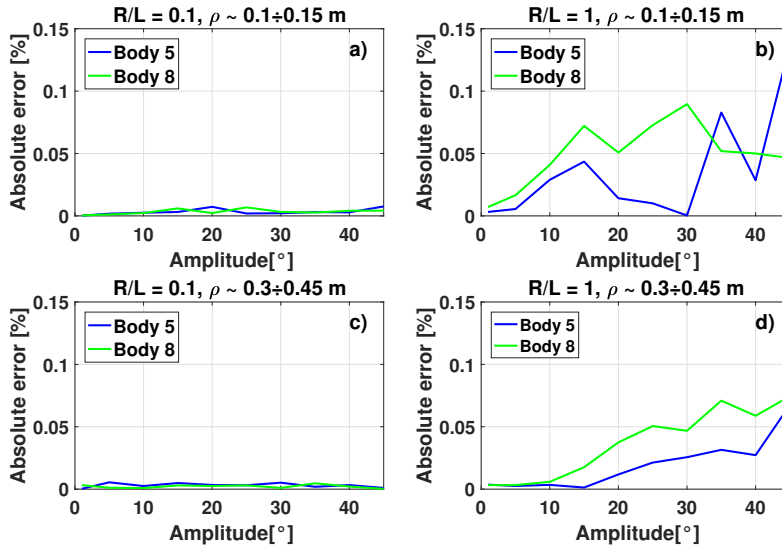 R/L = 0.1, ρ ~ 0.1÷0.15 m
a)
Body 5
Body 8
Absolute error [%]
0.15
0.1
0.05
0
0 10 20 30 40
Amplitude[°]
R/L = 1, ρ ~ 0.1÷0.15 m
b)
Body 5
Body 8
Absolute error [%]
0.15
0.1
0.05
0
0 10 20 30 40
Amplitude[°]
R/L = 0.1, ρ ~ 0.3÷0.45 m
c)
Body 5
Body 8
Absolute error [%]
0.15
0.1
0.05
0
0 10 20 30 40
Amplitude[°]
R/L = 1, ρ ~ 0.3÷0.45 m
d)
Body 5
Body 8
Absolute error [%]
0.15
0.1
0.05
0
0 10 20 30 40
Amplitude[°]